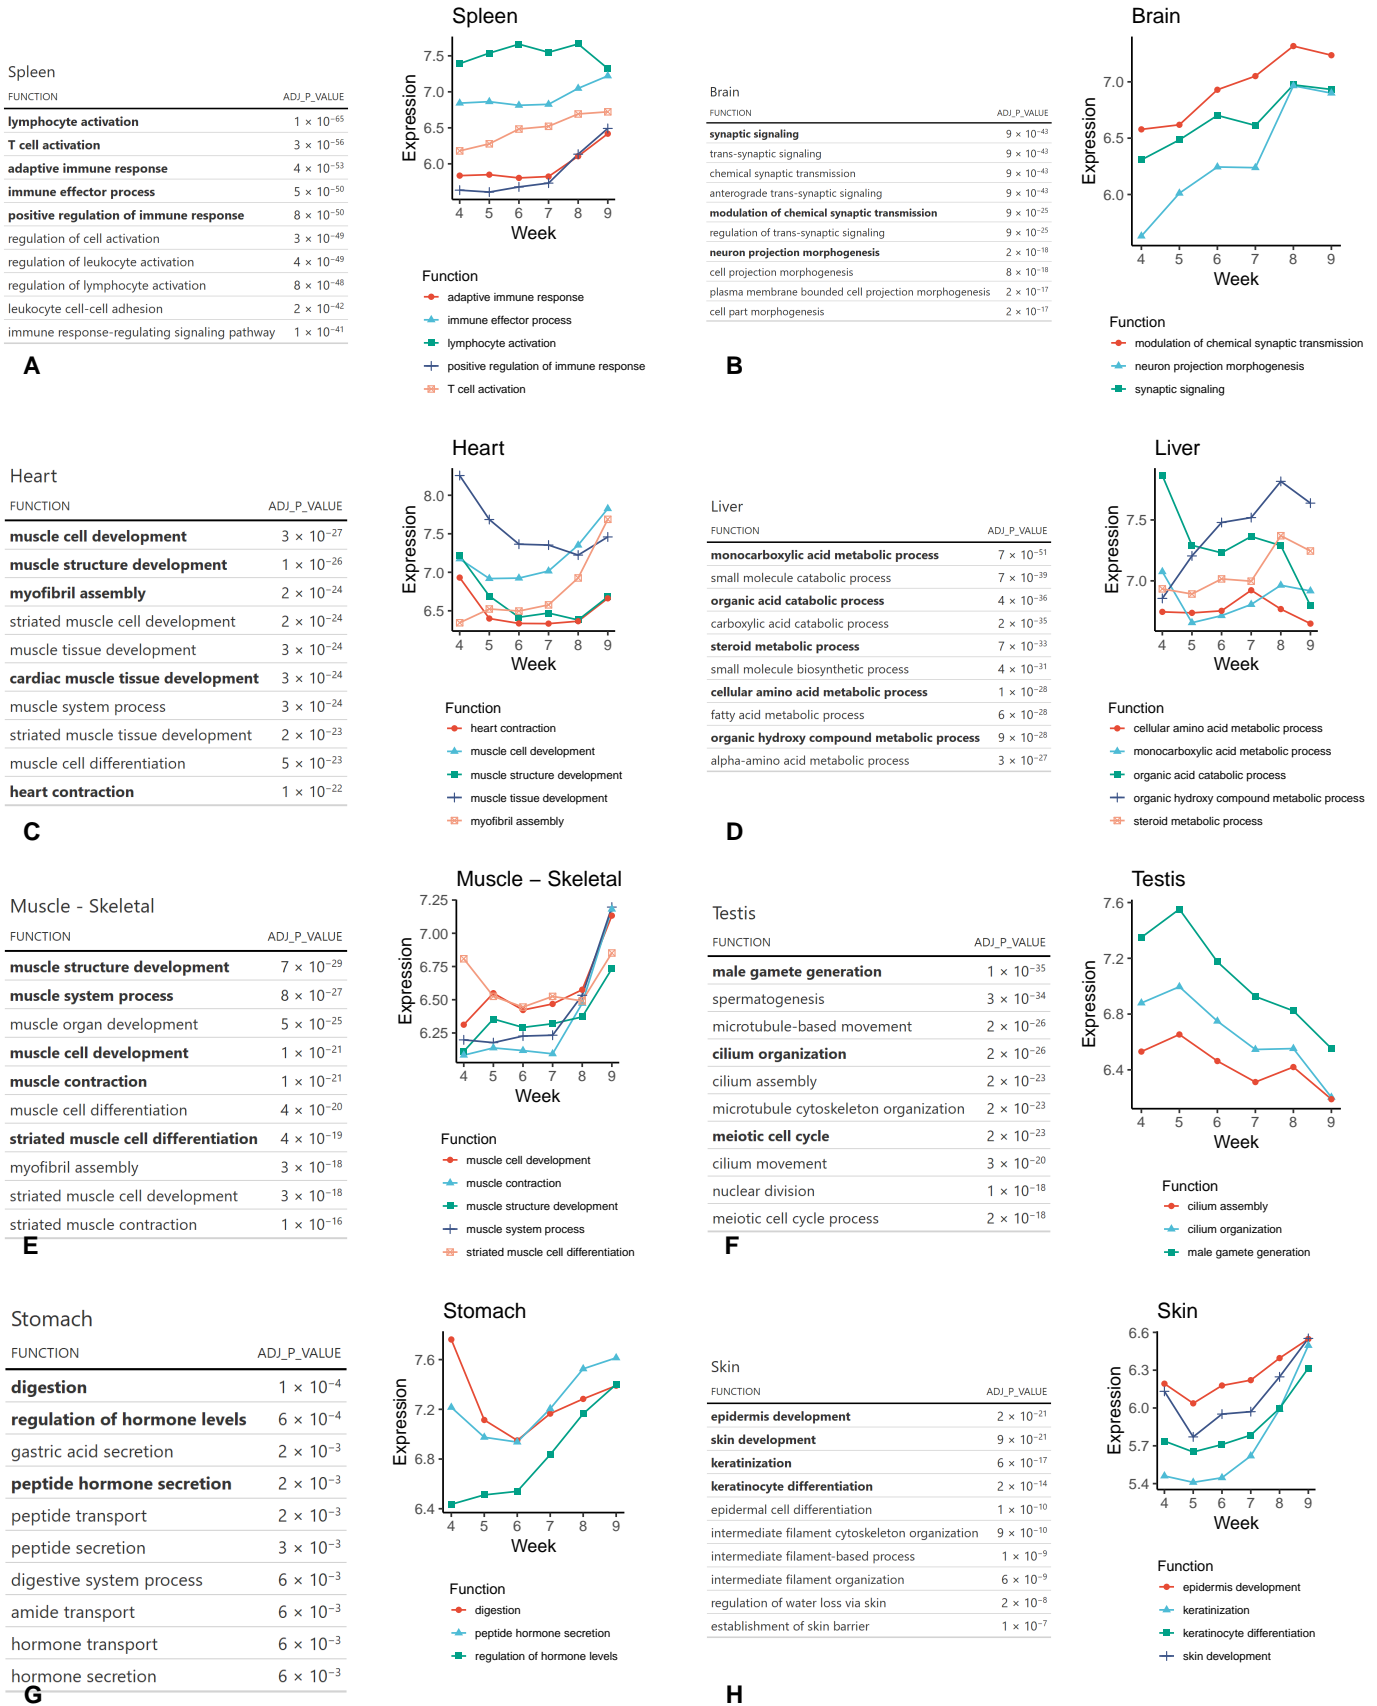 Spleen
FUNCTION ADJ_P_VALUE
lymphocyte activation 1 × 10⁻⁶⁵
T cell activation 3 × 10⁻⁵⁶
adaptive immune response 4 × 10⁻⁵³
immune effector process 5 × 10⁻⁵⁰
positive regulation of immune response 8 × 10⁻⁵⁰
regulation of cell activation 3 × 10⁻⁴⁹
regulation of leukocyte activation 4 × 10⁻⁴⁹
regulation of lymphocyte activation 8 × 10⁻⁴⁸
leukocyte cell-cell adhesion 2 × 10⁻⁴²
immune response-regulating signaling pathway 1 × 10⁻⁴¹
A
Spleen
Expression
7.5
7.0
6.5
6.0
4 5 6 7 8 9
Week
Function
adaptive immune response
immune effector process
lymphocyte activation
positive regulation of immune response
T cell activation
Brain
FUNCTION ADJ_P_VALUE
synaptic signaling 9 × 10⁻⁴³
trans-synaptic signaling 9 × 10⁻⁴³
chemical synaptic transmission 9 × 10⁻⁴³
anterograde trans-synaptic signaling 9 × 10⁻⁴³
modulation of chemical synaptic transmission 9 × 10⁻²⁵
regulation of trans-synaptic signaling 9 × 10⁻²⁵
neuron projection morphogenesis 2 × 10⁻¹⁸
cell projection morphogenesis 8 × 10⁻¹⁸
plasma membrane bounded cell projection morphogenesis 2 × 10⁻¹⁷
cell part morphogenesis 2 × 10⁻¹⁷
B
Brain
Expression
7.0
6.5
6.0
4 5 6 7 8 9
Week
Function
modulation of chemical synaptic transmission
neuron projection morphogenesis
synaptic signaling
Heart
FUNCTION ADJ_P_VALUE
muscle cell development 3 × 10⁻²⁷
muscle structure development 1 × 10⁻²⁶
myofibril assembly 2 × 10⁻²⁴
striated muscle cell development 2 × 10⁻²⁴
muscle tissue development 3 × 10⁻²⁴
cardiac muscle tissue development 3 × 10⁻²⁴
muscle system process 3 × 10⁻²⁴
striated muscle tissue development 2 × 10⁻²³
muscle cell differentiation 5 × 10⁻²³
heart contraction 1 × 10⁻²²
C
Heart
Expression
8.0
7.5
7.0
6.5
4 5 6 7 8 9
Week
Function
heart contraction
muscle cell development
muscle structure development
muscle tissue development
myofibril assembly
Liver
FUNCTION ADJ_P_VALUE
monocarboxylic acid metabolic process 7 × 10⁻⁵¹
small molecule catabolic process 7 × 10⁻³⁹
organic acid catabolic process 4 × 10⁻³⁶
carboxylic acid catabolic process 2 × 10⁻³⁵
steroid metabolic process 7 × 10⁻³³
small molecule biosynthetic process 4 × 10⁻³¹
cellular amino acid metabolic process 1 × 10⁻²⁸
fatty acid metabolic process 6 × 10⁻²⁸
organic hydroxy compound metabolic process 9 × 10⁻²⁸
alpha-amino acid metabolic process 3 × 10⁻²⁷
D
Liver
Expression
7.5
7.0
4 5 6 7 8 9
Week
Function
cellular amino acid metabolic process
monocarboxylic acid metabolic process
organic acid catabolic process
organic hydroxy compound metabolic process
steroid metabolic process
Muscle - Skeletal
FUNCTION ADJ_P_VALUE
muscle structure development 7 × 10⁻²⁹
muscle system process 8 × 10⁻²⁷
muscle organ development 5 × 10⁻²⁵
muscle cell development 1 × 10⁻²¹
muscle contraction 1 × 10⁻²¹
muscle cell differentiation 4 × 10⁻²⁰
striated muscle cell differentiation 4 × 10⁻¹⁹
myofibril assembly 3 × 10⁻¹⁸
striated muscle cell development 3 × 10⁻¹⁸
striated muscle contraction 1 × 10⁻¹⁶
E
Muscle – Skeletal
Expression
7.25
7.00
6.75
6.50
6.25
4 5 6 7 8 9
Week
Function
muscle cell development
muscle contraction
muscle structure development
muscle system process
striated muscle cell differentiation
Testis
FUNCTION ADJ_P_VALUE
male gamete generation 1 × 10⁻³⁵
spermatogenesis 3 × 10⁻³⁴
microtubule-based movement 2 × 10⁻²⁶
cilium organization 2 × 10⁻²⁶
cilium assembly 2 × 10⁻²³
microtubule cytoskeleton organization 2 × 10⁻²³
meiotic cell cycle 2 × 10⁻²³
cilium movement 3 × 10⁻²⁰
nuclear division 1 × 10⁻¹⁸
meiotic cell cycle process 2 × 10⁻¹⁸
F
Testis
Expression
7.6
7.2
6.8
6.4
4 5 6 7 8 9
Week
Function
cilium assembly
cilium organization
male gamete generation
Stomach
FUNCTION ADJ_P_VALUE
digestion 1 × 10⁻⁴
regulation of hormone levels 6 × 10⁻⁴
gastric acid secretion 2 × 10⁻³
peptide hormone secretion 2 × 10⁻³
peptide transport 2 × 10⁻³
peptide secretion 3 × 10⁻³
digestive system process 6 × 10⁻³
amide transport 6 × 10⁻³
hormone transport 6 × 10⁻³
hormone secretion 6 × 10⁻³
G
Stomach
Expression
7.6
7.2
6.8
6.4
4 5 6 7 8 9
Week
Function
digestion
peptide hormone secretion
regulation of hormone levels
Skin
FUNCTION ADJ_P_VALUE
epidermis development 2 × 10⁻²¹
skin development 9 × 10⁻²¹
keratinization 6 × 10⁻¹⁷
keratinocyte differentiation 2 × 10⁻¹⁴
epidermal cell differentiation 1 × 10⁻¹⁰
intermediate filament cytoskeleton organization 9 × 10⁻¹⁰
intermediate filament-based process 1 × 10⁻⁹
intermediate filament organization 6 × 10⁻⁹
regulation of water loss via skin 2 × 10⁻⁸
establishment of skin barrier 1 × 10⁻⁷
H
Skin
Expression
6.6
6.3
6.0
5.7
5.4
4 5 6 7 8 9
Week
Function
epidermis development
keratinization
keratinocyte differentiation
skin development